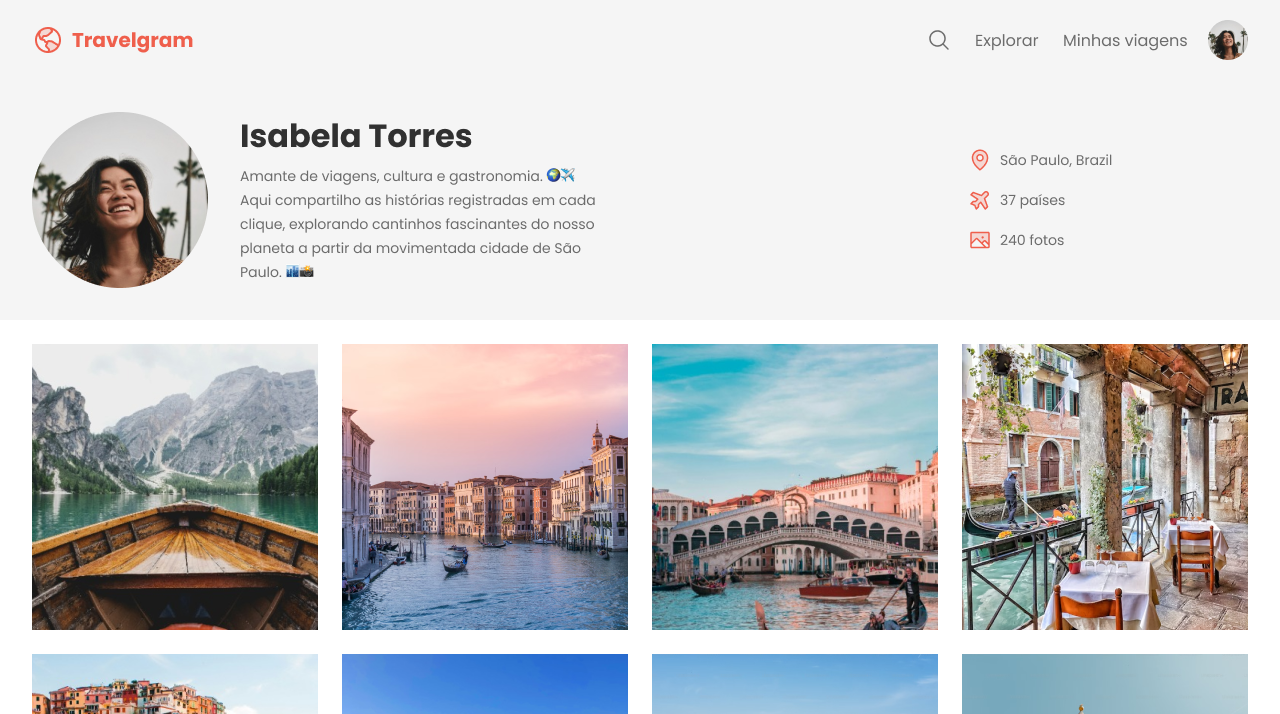 Travelgram
Explorar
Minhas viagens
Isabela Torres
Amante de viagens, cultura e gastronomia. 🌍✈️
Aqui compartilho as histórias registradas em cada
clique, explorando cantinhos fascinantes do nosso
planeta a partir da movimentada cidade de São
Paulo. 🏙️📸
São Paulo, Brazil
37 países
240 fotos
TRA